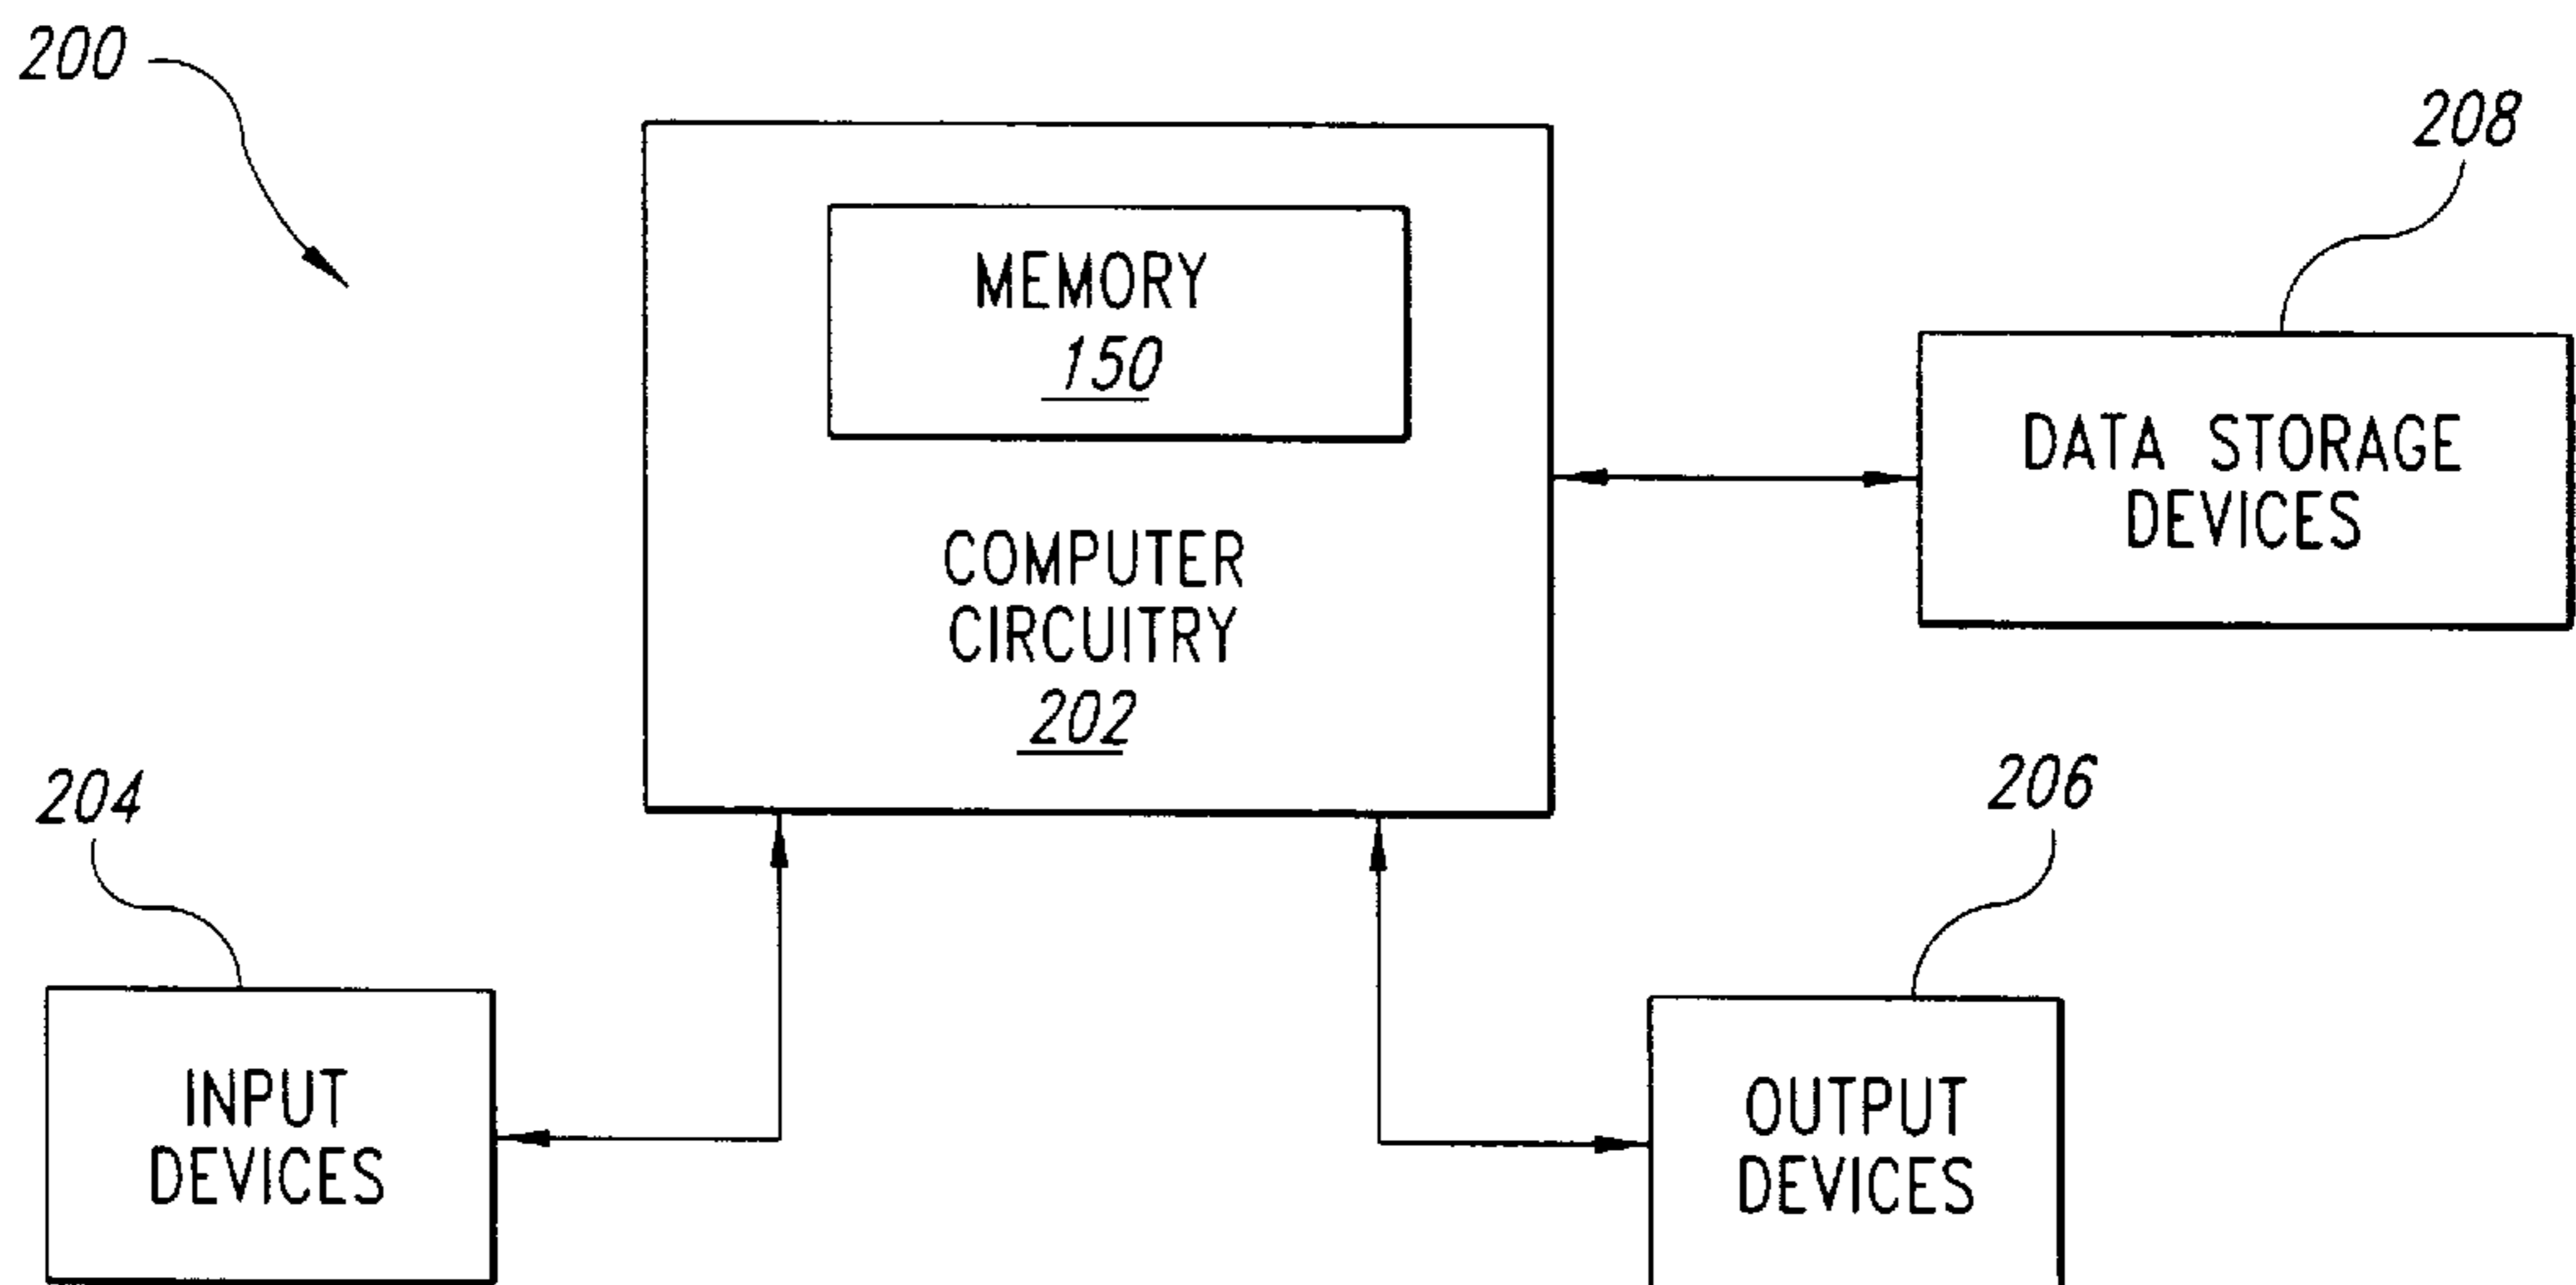 200
208
MEMORY
150
DATA STORAGE
DEVICES
COMPUTER
CIRCUITRY
202
204
206
INPUT
DEVICES
OUTPUT
DEVICES